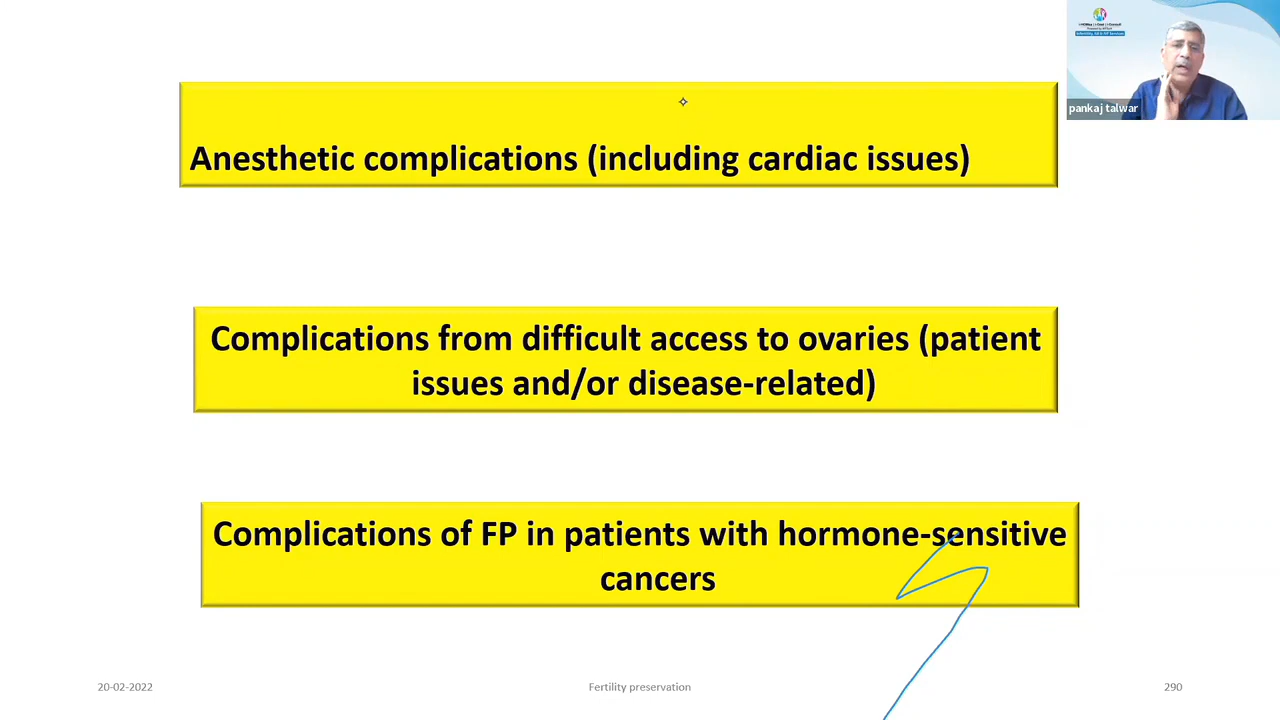 pankaj talwar
Anesthetic complications (including cardiac issues)
Complications from difficult access to ovaries (patient
issues and/or disease-related)
Complications of FP in patients with hormone-sensitive
cancers
20-02-2022
Fertility preservation
290